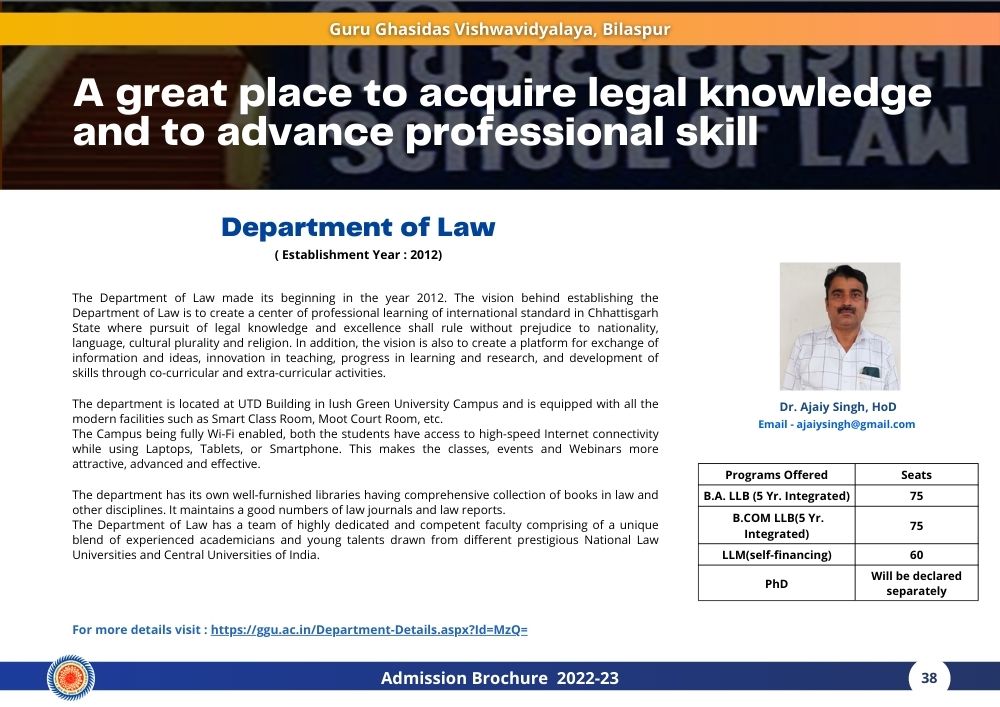 Guru Ghasidas Vishwavidyalaya, Bilaspur
विधि अध्ययनशाला
SCHOOL OF LAW
A great place to acquire legal knowledge
and to advance professional skill
Department of Law
( Establishment Year : 2012)
The Department of Law made its beginning in the year 2012. The vision behind establishing the
Department of Law is to create a center of professional learning of international standard in Chhattisgarh
State where pursuit of legal knowledge and excellence shall rule without prejudice to nationality,
language, cultural plurality and religion. In addition, the vision is also to create a platform for exchange of
information and ideas, innovation in teaching, progress in learning and research, and development of
skills through co-curricular and extra-curricular activities.
The department is located at UTD Building in lush Green University Campus and is equipped with all the
modern facilities such as Smart Class Room, Moot Court Room, etc.
The Campus being fully Wi-Fi enabled, both the students have access to high-speed Internet connectivity
while using Laptops, Tablets, or Smartphone. This makes the classes, events and Webinars more
attractive, advanced and effective.
The department has its own well-furnished libraries having comprehensive collection of books in law and
other disciplines. It maintains a good numbers of law journals and law reports.
The Department of Law has a team of highly dedicated and competent faculty comprising of a unique
blend of experienced academicians and young talents drawn from different prestigious National Law
Universities and Central Universities of India.
For more details visit : https://ggu.ac.in/Department-Details.aspx?Id=MzQ=
Dr. Ajaiy Singh, HoD
Email - ajaiysingh@gmail.com
Programs Offered Seats
B.A. LLB (5 Yr. Integrated) 75
B.COM LLB(5 Yr.
Integrated) 75
LLM(self-financing) 60
PhD Will be declared
separately
Admission Brochure 2022-23
38